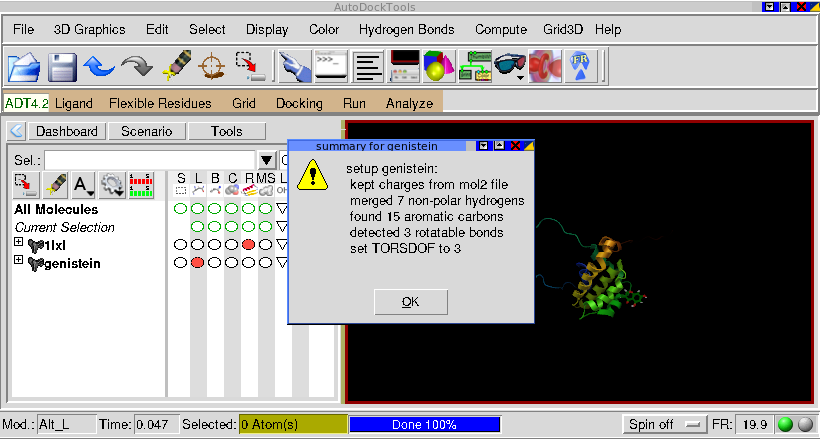 AutoDockTools
File 3D Graphics Edit Select Display Color Hydrogen Bonds Compute Grid3D Help
ADT4.2 Ligand Flexible Residues Grid Docking Run Analyze
Dashboard Scenario Tools
Sel.:
S L B C R MS L
All Molecules
Current Selection
1lxl
genistein
summary for genistein
setup genistein:
kept charges from mol2 file
merged 7 non-polar hydrogens
found 15 aromatic carbons
detected 3 rotatable bonds
set TORSDOF to 3
OK
Mod.: Alt_L Time: 0.047 Selected: 0 Atom(s) Done 100% Spin off FR: 19.9